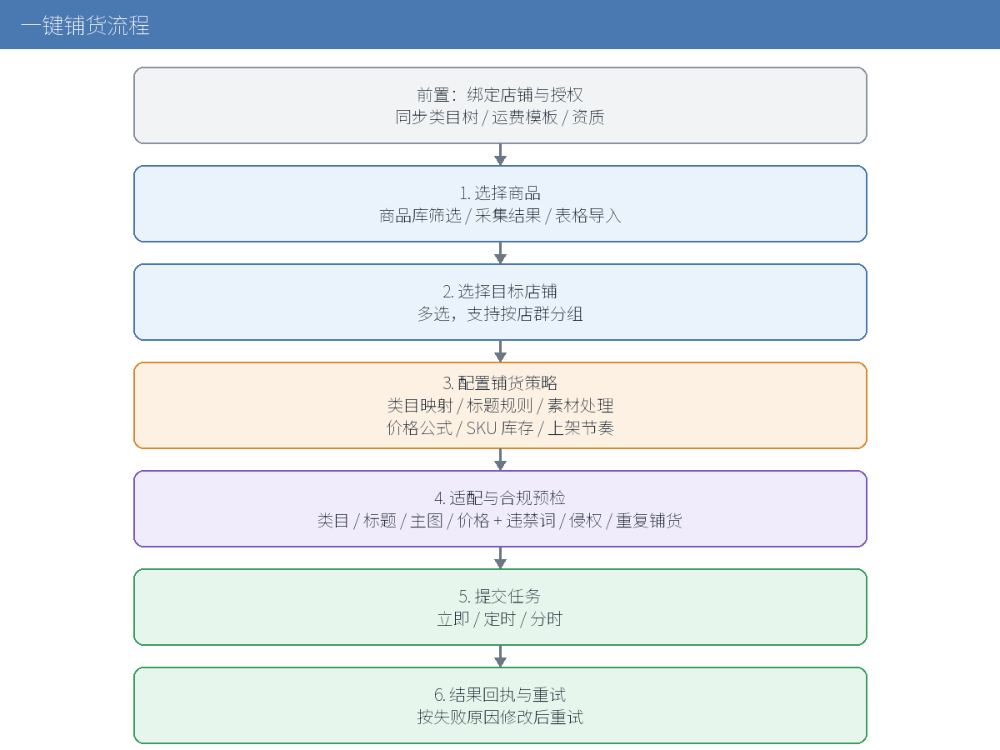 一键铺货流程
前置：绑定店铺与授权
同步类目树 / 运费模板 / 资质
1. 选择商品
商品库筛选 / 采集结果 / 表格导入
2. 选择目标店铺
多选，支持按店群分组
3. 配置铺货策略
类目映射 / 标题规则 / 素材处理
价格公式 / SKU 库存 / 上架节奏
4. 适配与合规预检
类目 / 标题 / 主图 / 价格 + 违禁词 / 侵权 / 重复铺货
5. 提交任务
立即 / 定时 / 分时
6. 结果回执与重试
按失败原因修改后重试